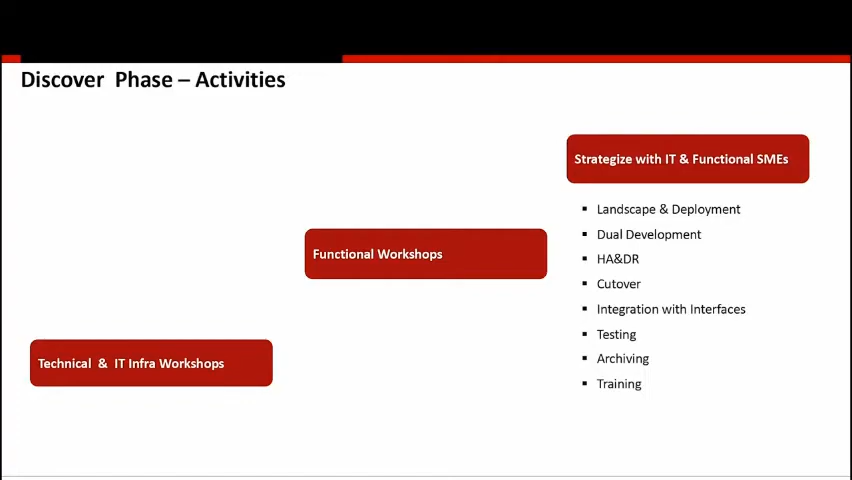 Discover Phase – Activities
Strategize with IT & Functional SMEs
▪ Landscape & Deployment
▪ Dual Development
▪ HA&DR
▪ Cutover
▪ Integration with Interfaces
▪ Testing
▪ Archiving
▪ Training
Functional Workshops
Technical & IT Infra Workshops